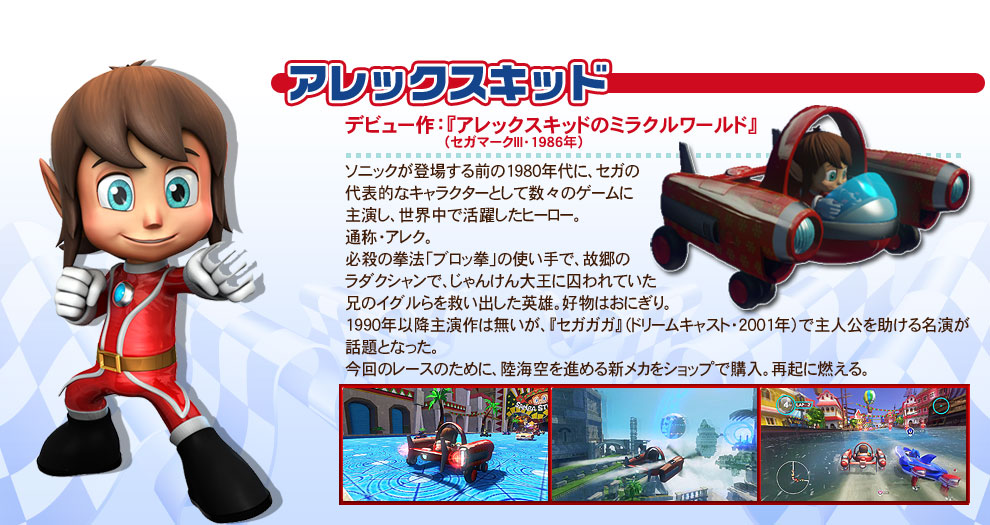 アレックスキッド
デビュー作:『アレックスキッドのミラクルワールド』
(セガマークIII・1986年)
ソニックが登場する前の1980年代に、セガの
代表的なキャラクターとして数々のゲームに
主演し、世界中で活躍したヒーロー。
通称・アレク。
必殺の拳法「ブロッ拳」の使い手で、故郷の
ラダクシャンで、じゃんけん大王に囚われていた
兄のイグルらを救い出した英雄。好物はおにぎり。
1990年以降主演作は無いが、『セガガガ』(ドリームキャスト・2001年)で主人公を助ける名演が
話題となった。
今回のレースのために、陸海空を進める新メカをショップで購入。再起に燃える。